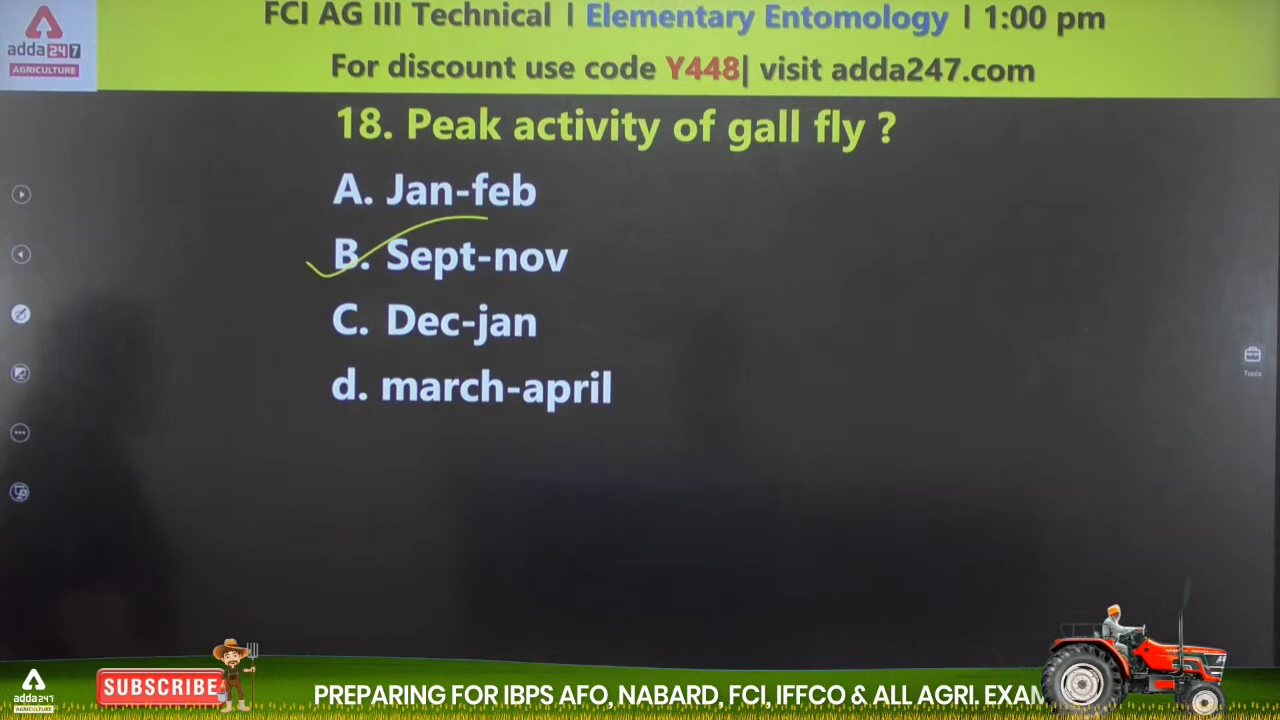 FCI AG III Technical I Elementary Entomology I 1:00 pm
For discount use code Y448| visit adda247.com
adda247
AGRICULTURE
18. Peak activity of gall fly ?
A. Jan-feb
B. Sept-nov
C. Dec-jan
d. march-april
Tools
adda247
AGRICULTURE
SUBSCRIBE
PREPARING FOR IBPS AFO, NABARD, FCI, IFFCO & ALL AGRI. EXAM